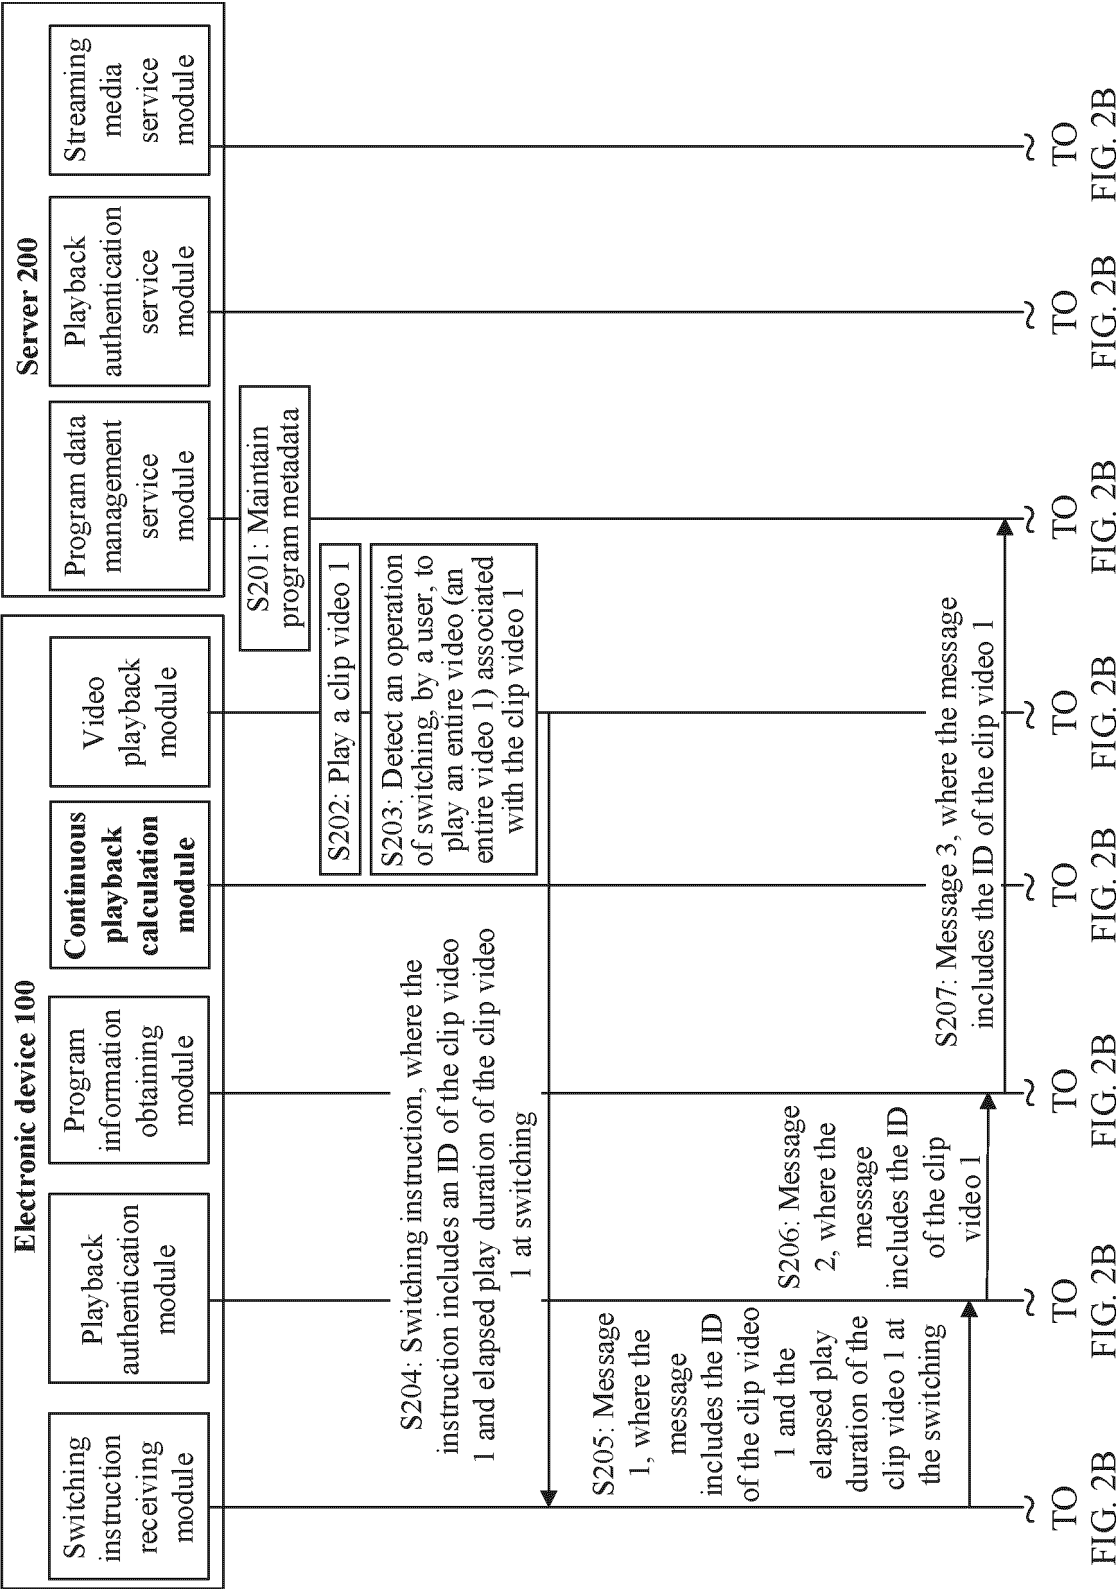 Electronic device 100
Server 200
Switching
instruction
receiving
module
Playback
authentication
module
Program
information
obtaining
module
Continuous
playback
calculation
module
Video
playback
module
Program data
management
service
module
Playback
authentication
service
module
Streaming
media
service
module
S201: Maintain
program metadata
S202: Play a clip video 1
S203: Detect an operation
of switching, by a user, to
play an entire video (an
entire video 1) associated
with the clip video 1
S204: Switching instruction, where the
instruction includes an ID of the clip video
1 and elapsed play duration of the clip video
1 at switching
S205: Message
1, where the
message
includes the ID
of the clip video
1 and the
elapsed play
duration of the
clip video 1 at
the switching
S206: Message
2, where the
message
includes the ID
of the clip
video 1
S207: Message 3, where the message
includes the ID of the clip video 1
TO
FIG. 2B
TO
FIG. 2B
TO
FIG. 2B
TO
FIG. 2B
TO
FIG. 2B
TO
FIG. 2B
TO
FIG. 2B
TO
FIG. 2B